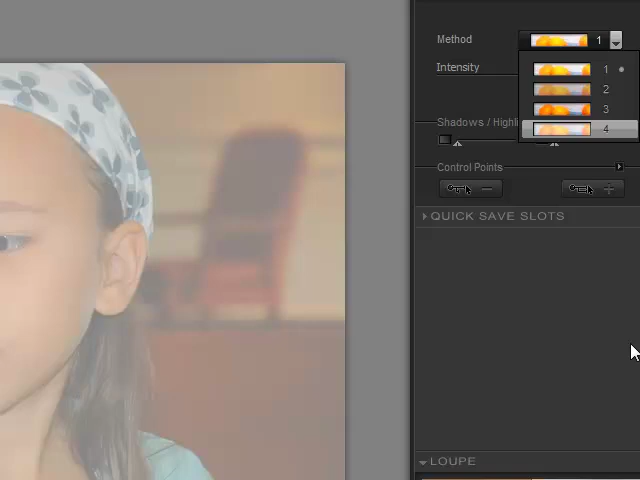 Method 1
1
Intensity
2
3
Shadows / Highli
4
Control Points
QUICK SAVE SLOTS
LOUPE